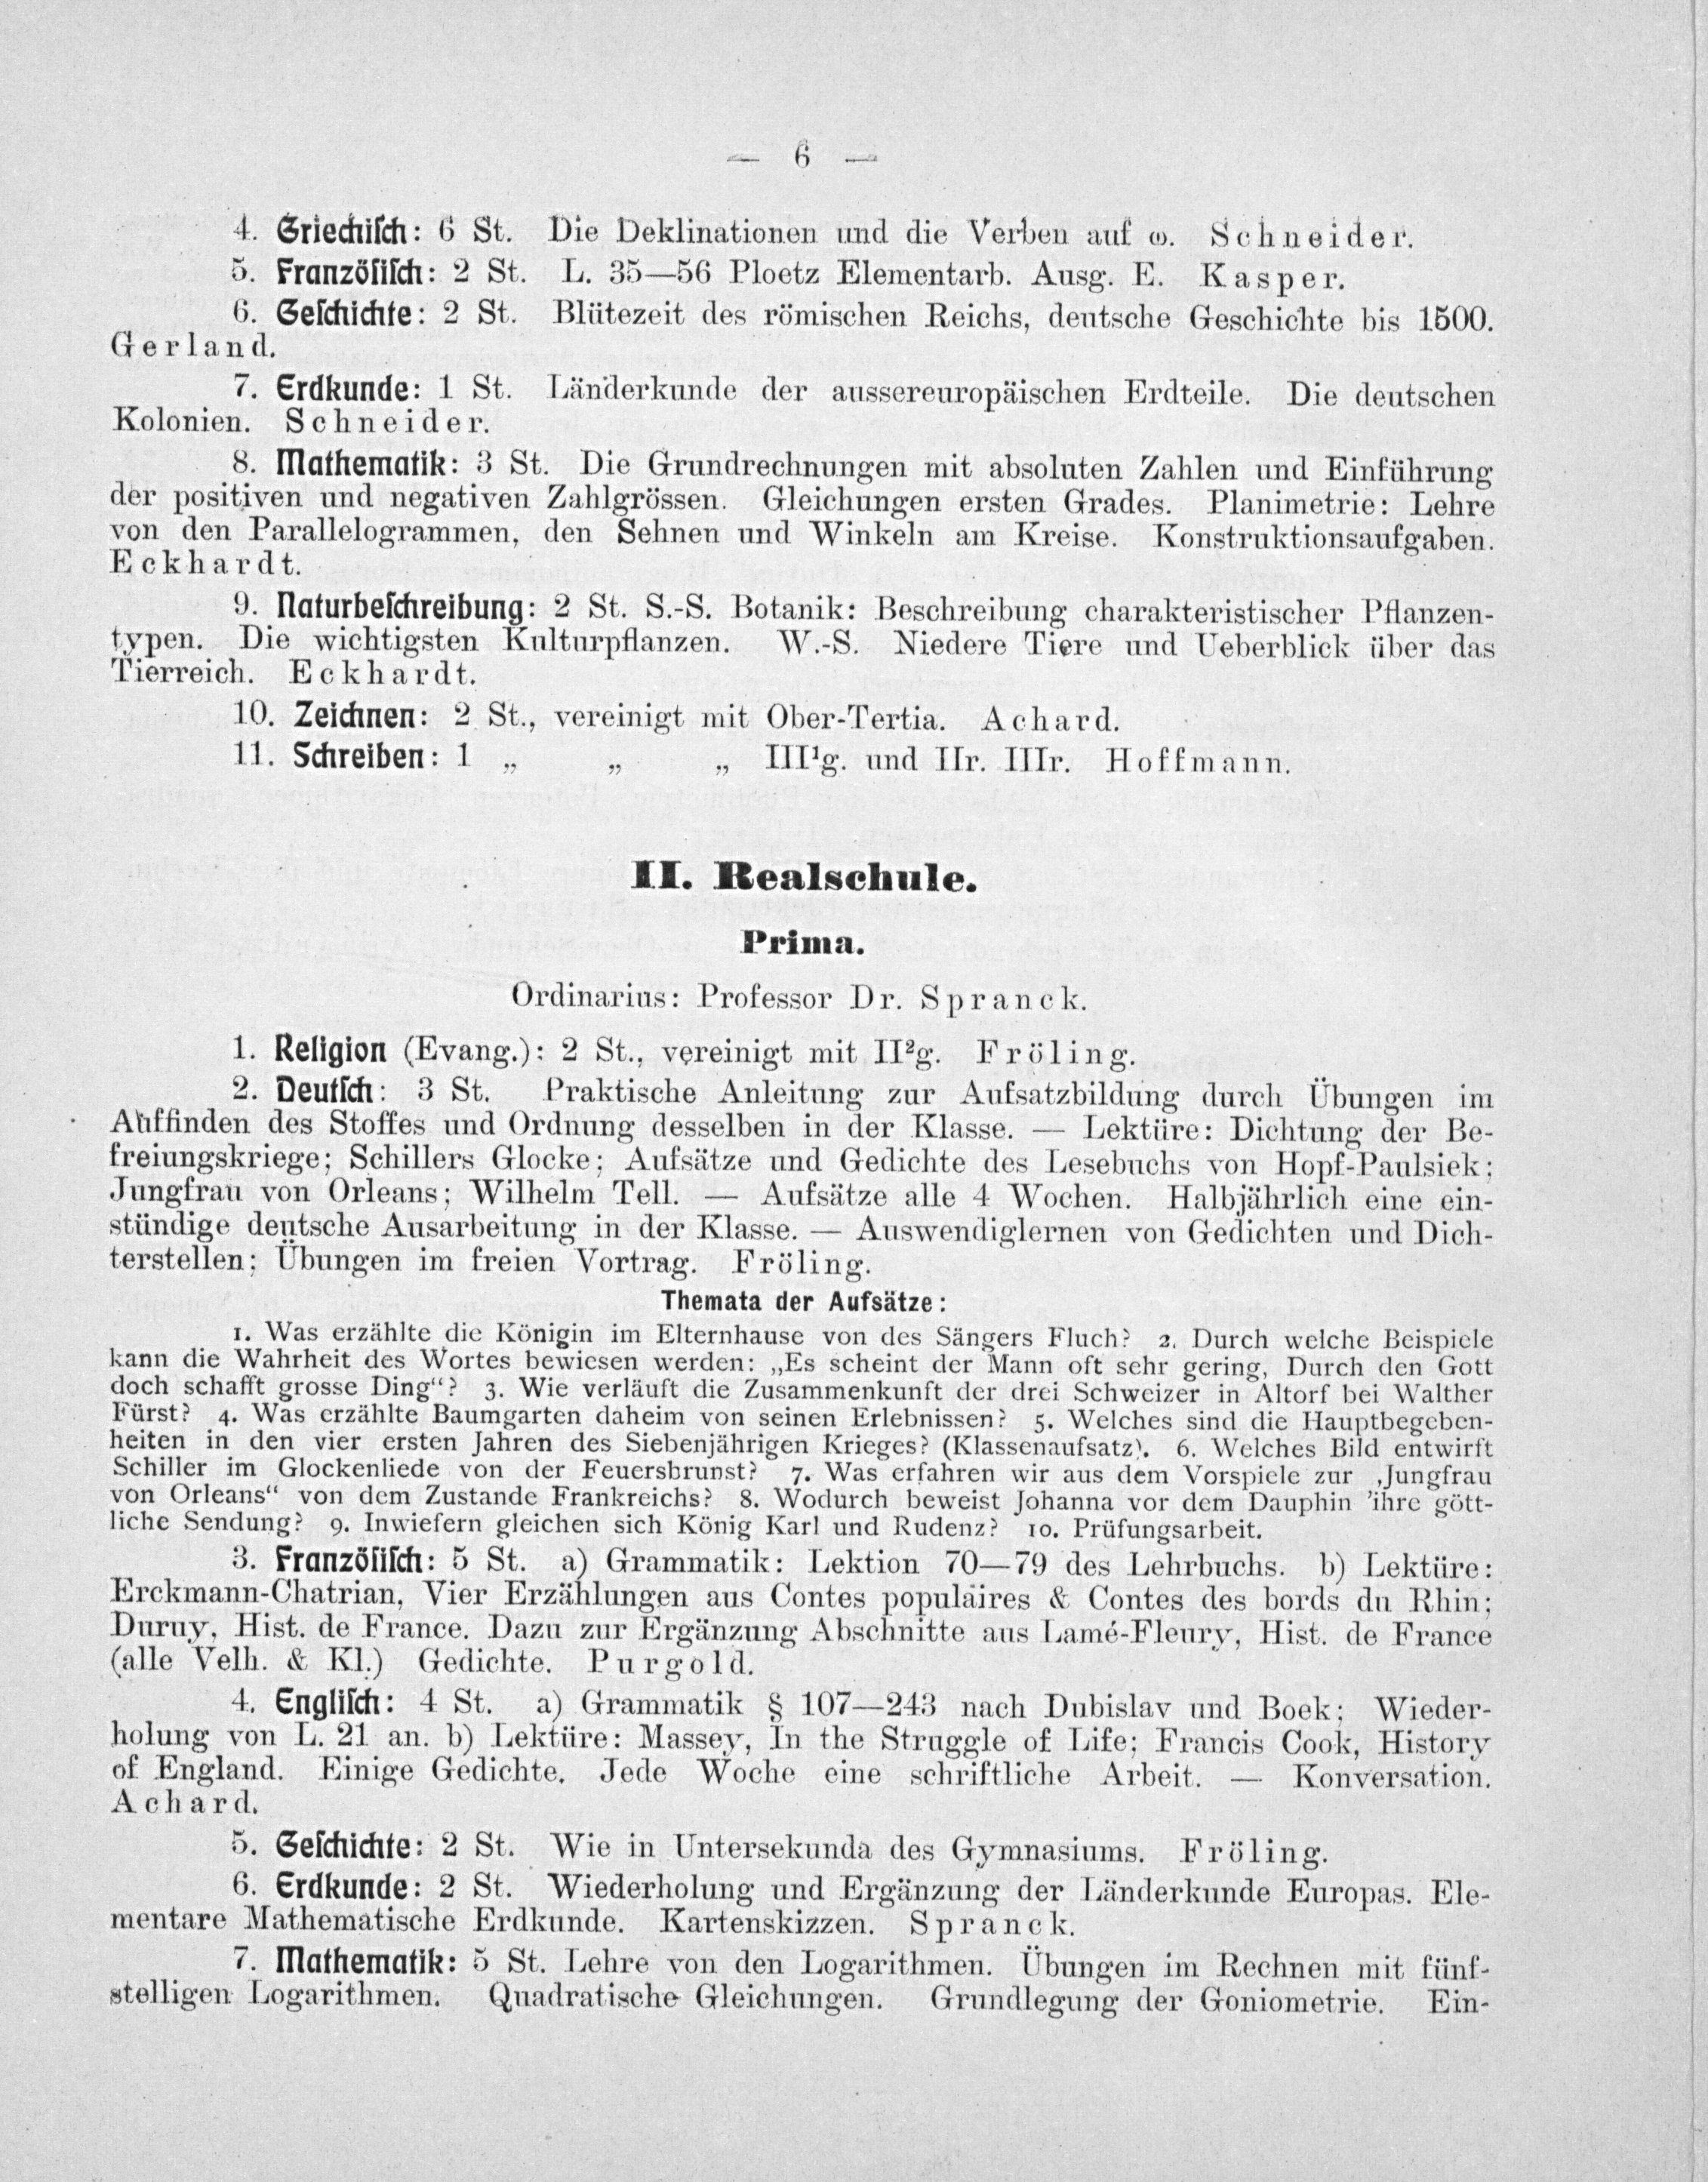 — 6 —
4. Griechiſch: 6 St. Die Deklinationen und die Verben auf ω. Schneider.
5. Französiſch: 2 St. L. 35—56 Ploetz Elementarb. Ausg. E. Kasper.
6. Geſchichte: 2 St. Blütezeit des römischen Reichs, deutsche Geschichte bis 1500.
Gerland.
7. Erdkunde: 1 St. Länderkunde der aussereuropäischen Erdteile. Die deutschen
Kolonien. Schneider.
8. Mathematik: 3 St. Die Grundrechnungen mit absoluten Zahlen und Einführung
der positiven und negativen Zahlgrössen. Gleichungen ersten Grades. Planimetrie: Lehre
von den Parallelogrammen, den Sehnen und Winkeln am Kreise. Konstruktionsaufgaben.
Eckhardt.
9. Naturbeſchreibung: 2 St. S.-S. Botanik: Beschreibung charakteristischer Pflanzen-
typen. Die wichtigsten Kulturpflanzen. W.-S. Niedere Tiere und Ueberblick über das
Tierreich. Eckhardt.
10. Zeichnen: 2 St., vereinigt mit Ober-Tertia. Achard.
11. Schreiben: 1 „ „ „ III¹g. und IIr. IIIr. Hoffmann.
II. Realschule.
Prima.
Ordinarius: Professor Dr. Spranck.
1. Religion (Evang.): 2 St., vereinigt mit II²g. Fröling.
2. Deutſch: 3 St. Praktische Anleitung zur Aufsatzbildung durch Übungen im
Auffinden des Stoffes und Ordnung desselben in der Klasse. — Lektüre: Dichtung der Be-
freiungskriege; Schillers Glocke; Aufsätze und Gedichte des Lesebuchs von Hopf-Paulsiek;
Jungfrau von Orleans; Wilhelm Tell. — Aufsätze alle 4 Wochen. Halbjährlich eine ein-
stündige deutsche Ausarbeitung in der Klasse. — Auswendiglernen von Gedichten und Dich-
terstellen; Übungen im freien Vortrag. Fröling.
Themata der Aufsätze:
1. Was erzählte die Königin im Elternhause von des Sängers Fluch? 2. Durch welche Beispiele
kann die Wahrheit des Wortes bewiesen werden: „Es scheint der Mann oft sehr gering, Durch den Gott
doch schafft grosse Ding“? 3. Wie verläuft die Zusammenkunft der drei Schweizer in Altorf bei Walther
Fürst? 4. Was erzählte Baumgarten daheim von seinen Erlebnissen? 5. Welches sind die Hauptbegeben-
heiten in den vier ersten Jahren des Siebenjährigen Krieges? (Klassenaufsatz). 6. Welches Bild entwirft
Schiller im Glockenliede von der Feuersbrunst? 7. Was erfahren wir aus dem Vorspiele zur ‚Jungfrau
von Orleans“ von dem Zustande Frankreichs? 8. Wodurch beweist Johanna vor dem Dauphin 'ihre gött-
liche Sendung? 9. Inwiefern gleichen sich König Karl und Rudenz? 10. Prüfungsarbeit.
3. Französiſch: 5 St. a) Grammatik: Lektion 70—79 des Lehrbuchs. b) Lektüre:
Erckmann-Chatrian, Vier Erzählungen aus Contes populaires & Contes des bords du Rhin;
Duruy, Hist. de France. Dazu zur Ergänzung Abschnitte aus Lamé-Fleury, Hist. de France
(alle Velh. & Kl.) Gedichte. Purgold.
4. Engliſch: 4 St. a) Grammatik § 107—243 nach Dubislav und Boek; Wieder-
holung von L. 21 an. b) Lektüre: Massey, In the Struggle of Life; Francis Cook, History
of England. Einige Gedichte. Jede Woche eine schriftliche Arbeit. — Konversation.
Achard.
5. Geſchichte: 2 St. Wie in Untersekunda des Gymnasiums. Fröling.
6. Erdkunde: 2 St. Wiederholung und Ergänzung der Länderkunde Europas. Ele-
mentare Mathematische Erdkunde. Kartenskizzen. Spranck.
7. Mathematik: 5 St. Lehre von den Logarithmen. Übungen im Rechnen mit fünf-
stelligen Logarithmen. Quadratische Gleichungen. Grundlegung der Goniometrie. Ein-